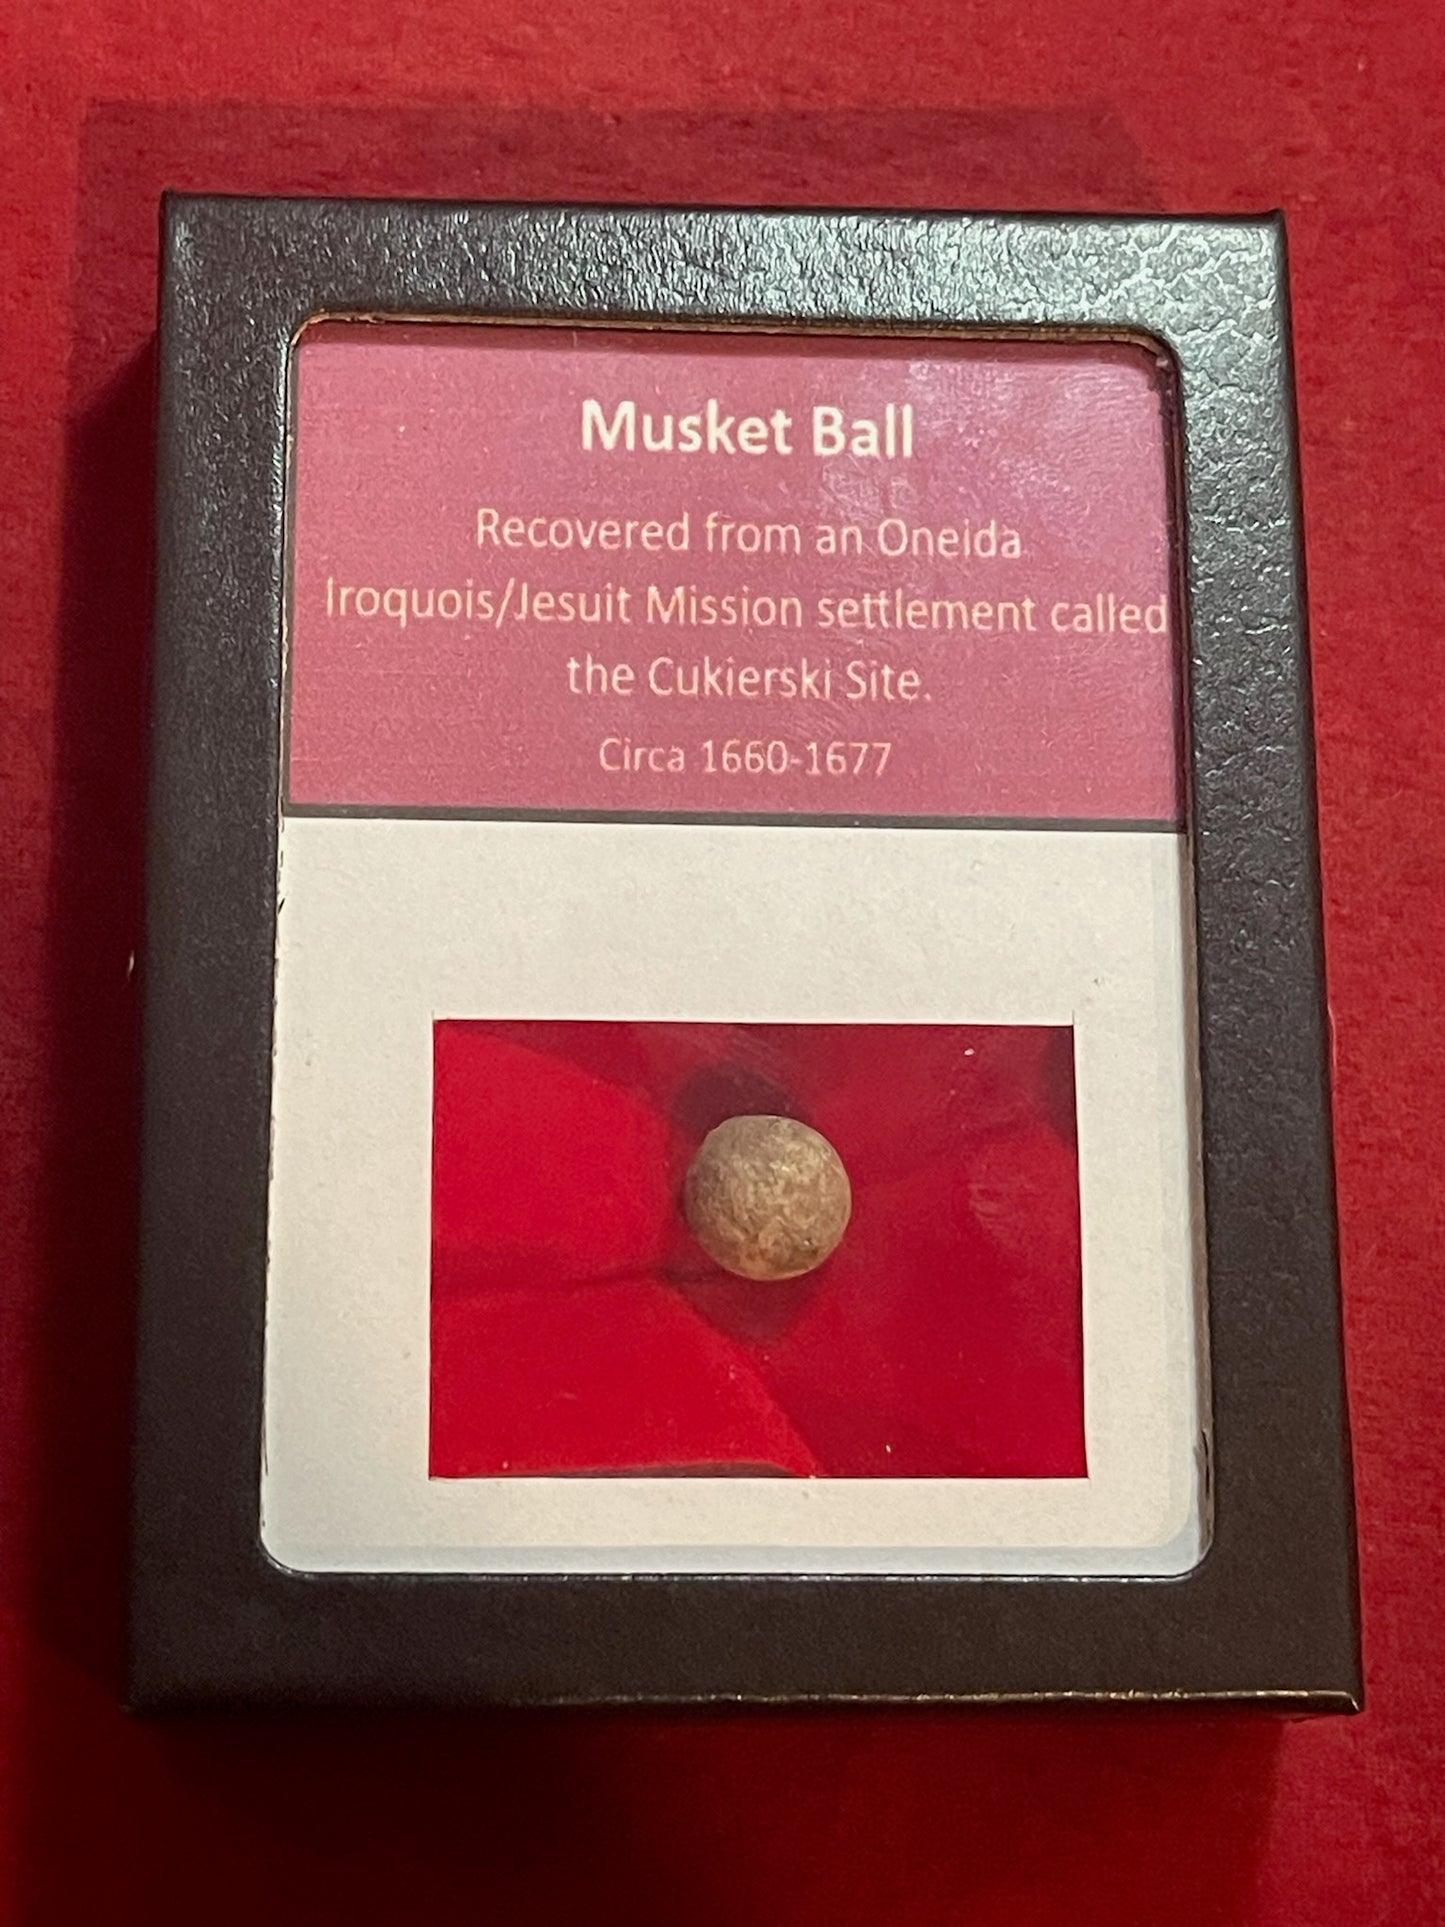 Musket Ball
Recovered from an Oneida
Iroquois/Jesuit Mission settlement called
the Cukierski Site.
Circa 1660-1677